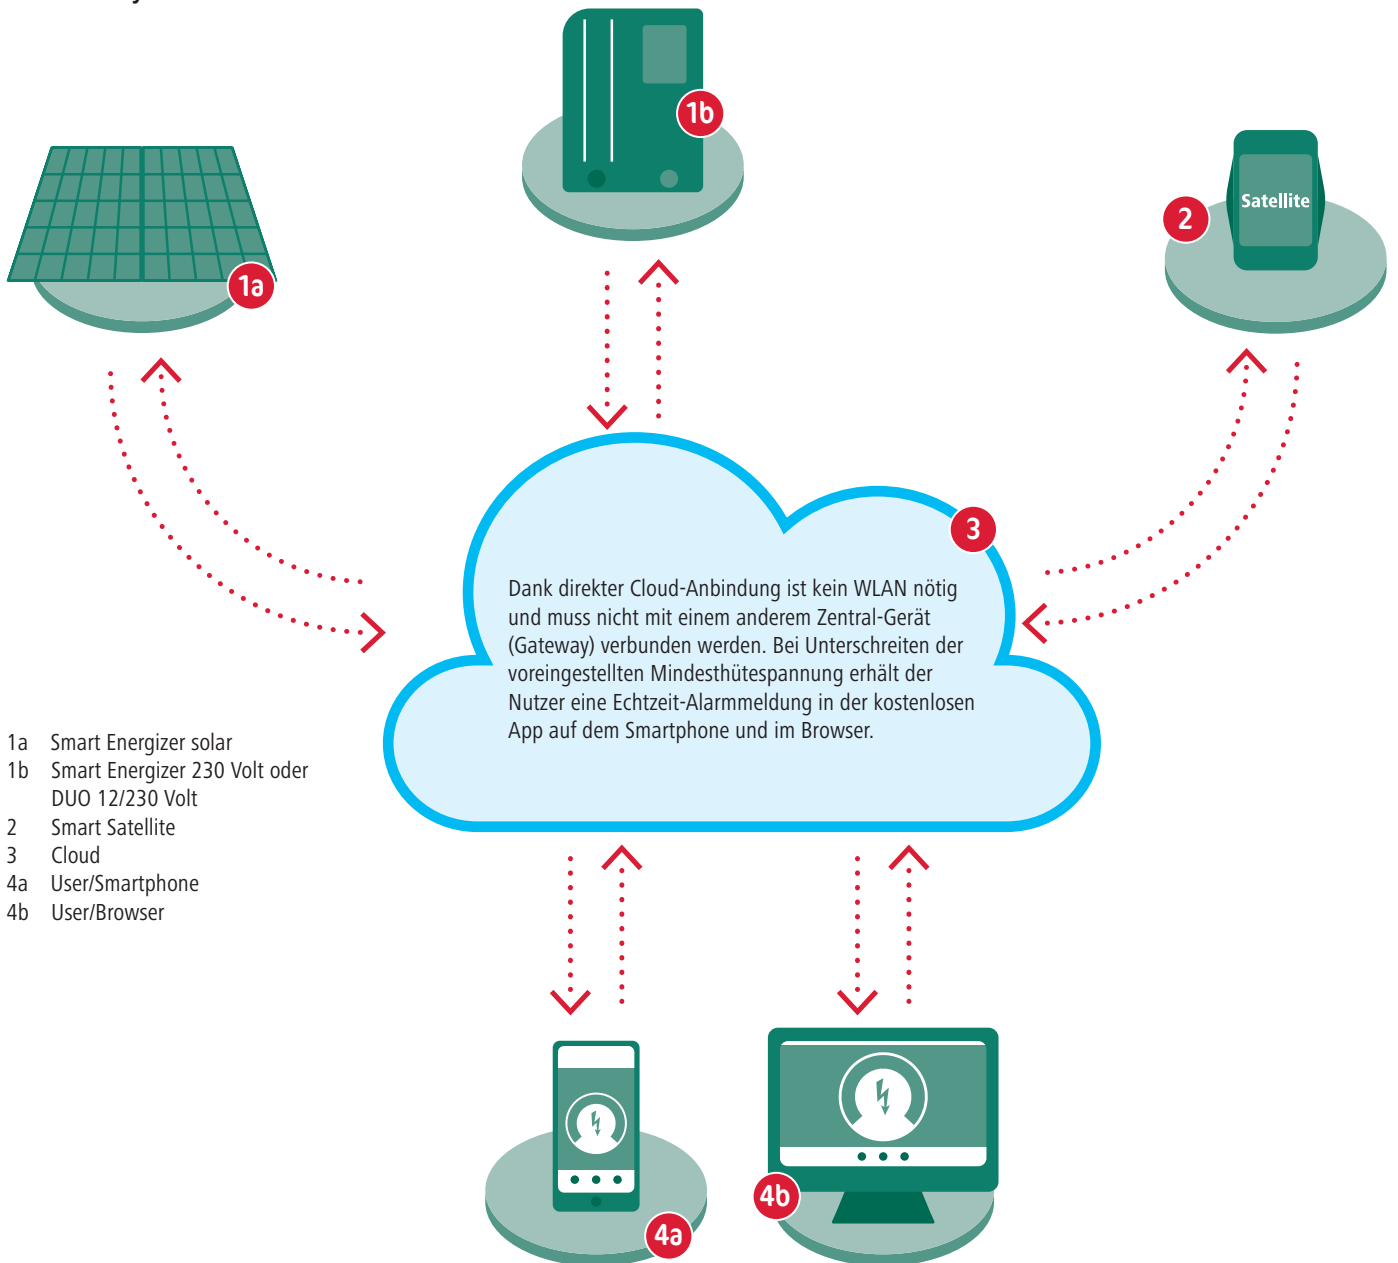 1b
Satellite
2
1a
3
Dank direkter Cloud-Anbindung ist kein WLAN nötig
und muss nicht mit einem anderem Zentral-Gerät
(Gateway) verbunden werden. Bei Unterschreiten der
voreingestellten Mindesthütespannung erhält der
Nutzer eine Echtzeit-Alarmmeldung in der kostenlosen
App auf dem Smartphone und im Browser.
1a Smart Energizer solar
1b Smart Energizer 230 Volt oder
DUO 12/230 Volt
2 Smart Satellite
3 Cloud
4a User/Smartphone
4b User/Browser
4b
4a